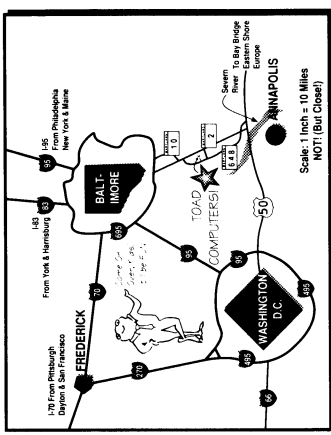 I-95
From Philadelphia
New York & Maine
I-83
From York & Harrisburg
I-70 From Pittsburgh
Dayton & San Francisco
95
83
695
70
FREDERICK
BALT-
IMORE
10
2
648
Severn
River
To Bay Bridge
Eastern Shore
Europe
ANNAPOLIS
TOAD
COMPUTERS!
50
95
95
270
495
495
66
WASHINGTON
D.C.
Scale: 1 Inch = 10 Miles
NOT! (But Close!)